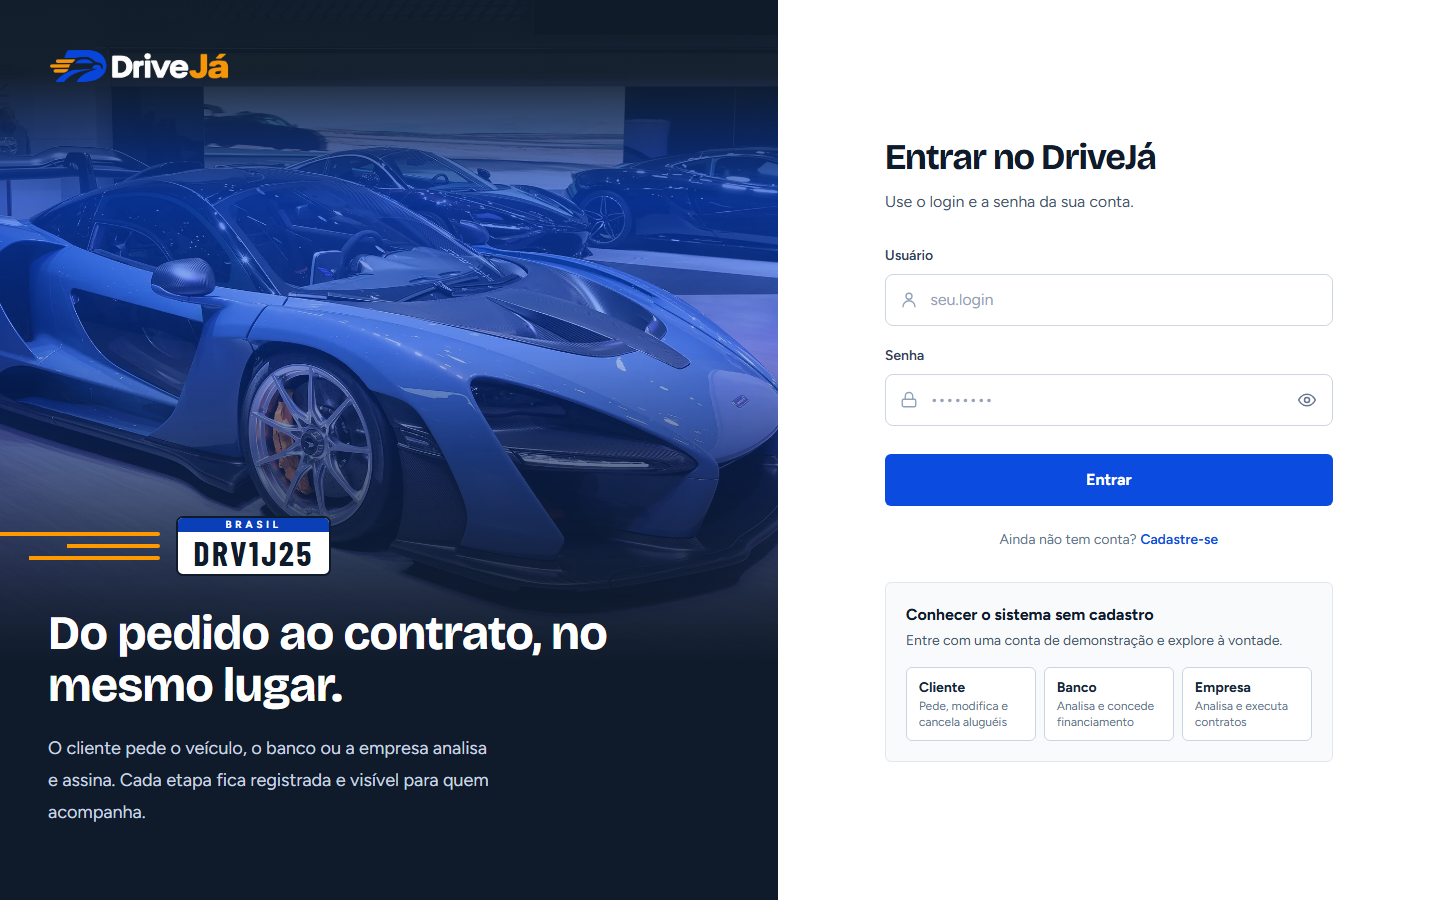 DriveJá
BRASIL
DRV1J25
Do pedido ao contrato, no
mesmo lugar.
O cliente pede o veículo, o banco ou a empresa analisa
e assina. Cada etapa fica registrada e visível para quem
acompanha.
Entrar no DriveJá
Use o login e a senha da sua conta.
Usuário
seu.login
Senha
••••••••
Entrar
Ainda não tem conta? Cadastre-se
Conhecer o sistema sem cadastro
Entre com uma conta de demonstração e explore à vontade.
Cliente
Pede, modifica e
cancela aluguéis
Banco
Analisa e concede
financiamento
Empresa
Analisa e executa
contratos